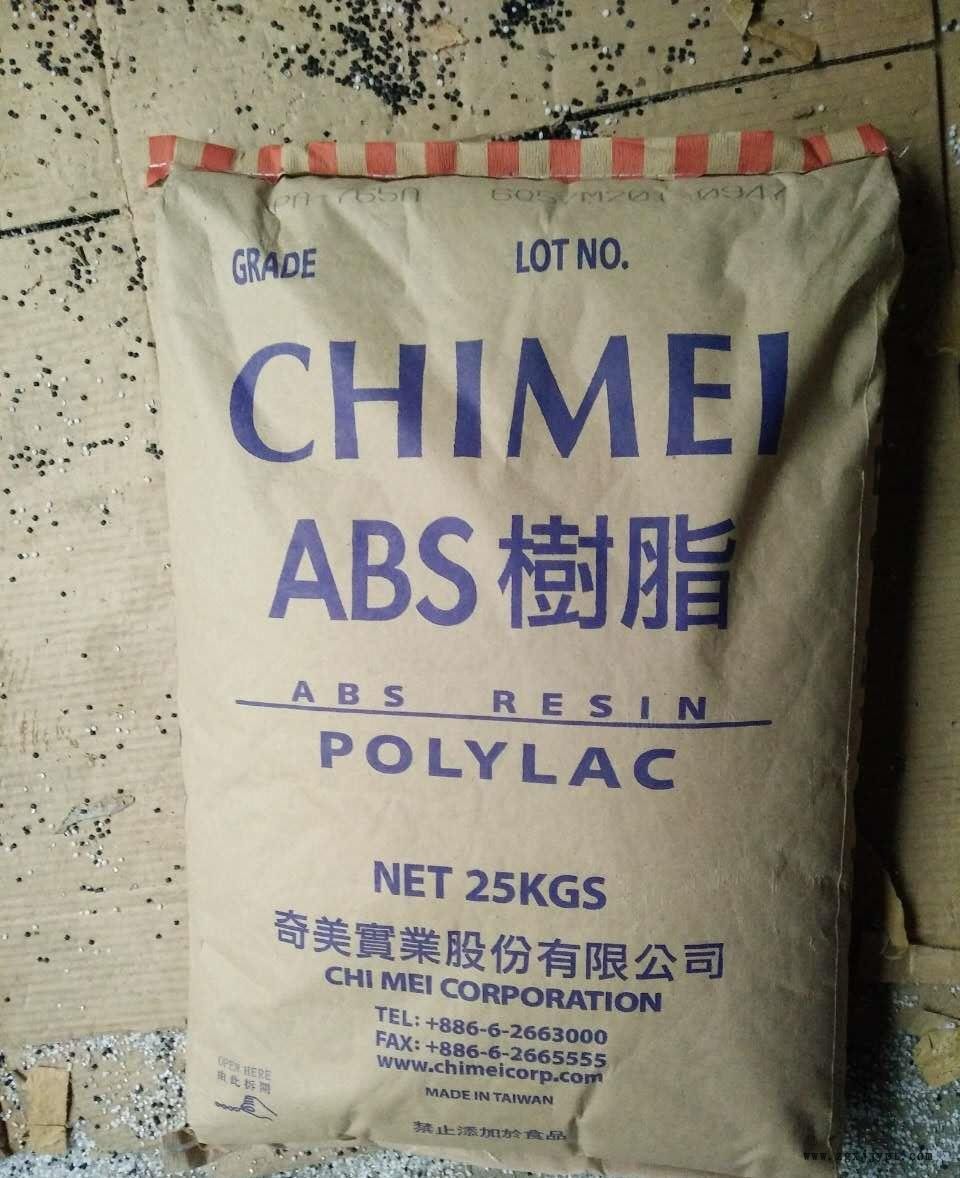 PA-765A
GRADE LOT NO.
CHIMEI
ABS 樹脂
ABS RESIN
POLYLAC
NET 25KGS
奇美實業股份有限公司
CHI MEI CORPORATION
TEL: +886-6-2663000
FAX: +886-6-2665555
www.chimeicorp.com
MADE IN TAIWAN
OPEN HERE
由此拆開
禁止添加於食品